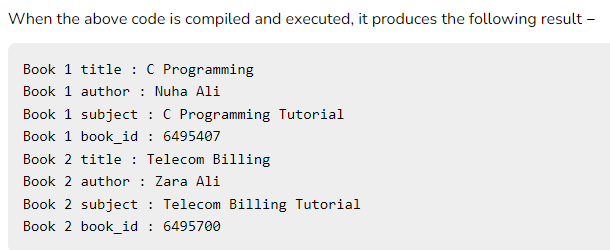 When the above code is compiled and executed, it produces the following result −
Book 1 title : C Programming
Book 1 author : Nuha Ali
Book 1 subject : C Programming Tutorial
Book 1 book_id : 6495407
Book 2 title : Telecom Billing
Book 2 author : Zara Ali
Book 2 subject : Telecom Billing Tutorial
Book 2 book_id : 6495700